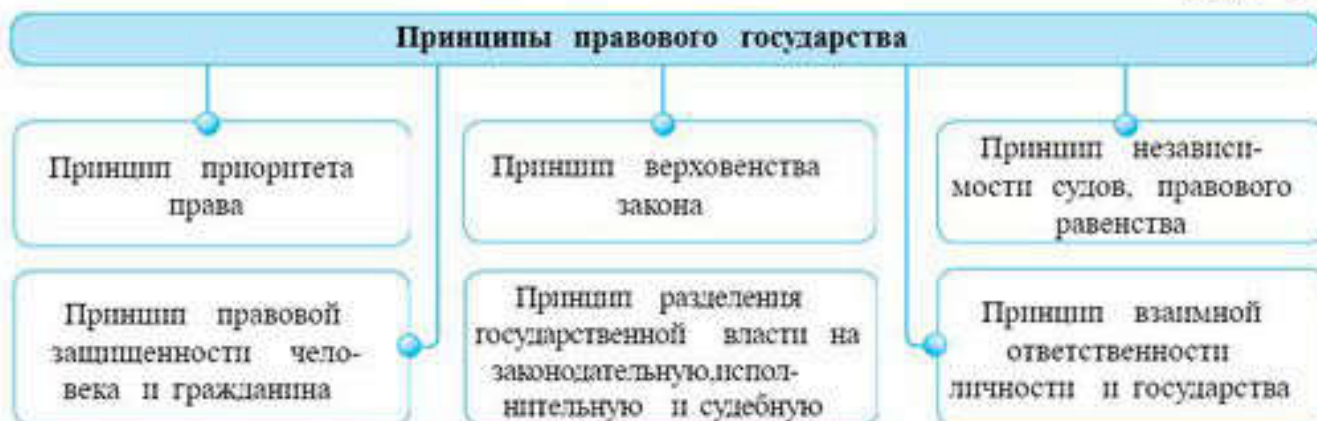 Принципы правового государства
Принцип приоритета
права
Принцип верховенства
закона
Принцип независи-
мости судов, правового
равенства
Принцип правовой
защищенности чело-
века и гражданина
Принцип разделения
государственной власти на
законодательную,испол-
нительную и судебную
Принцип взаимной
ответственности
личности и государства